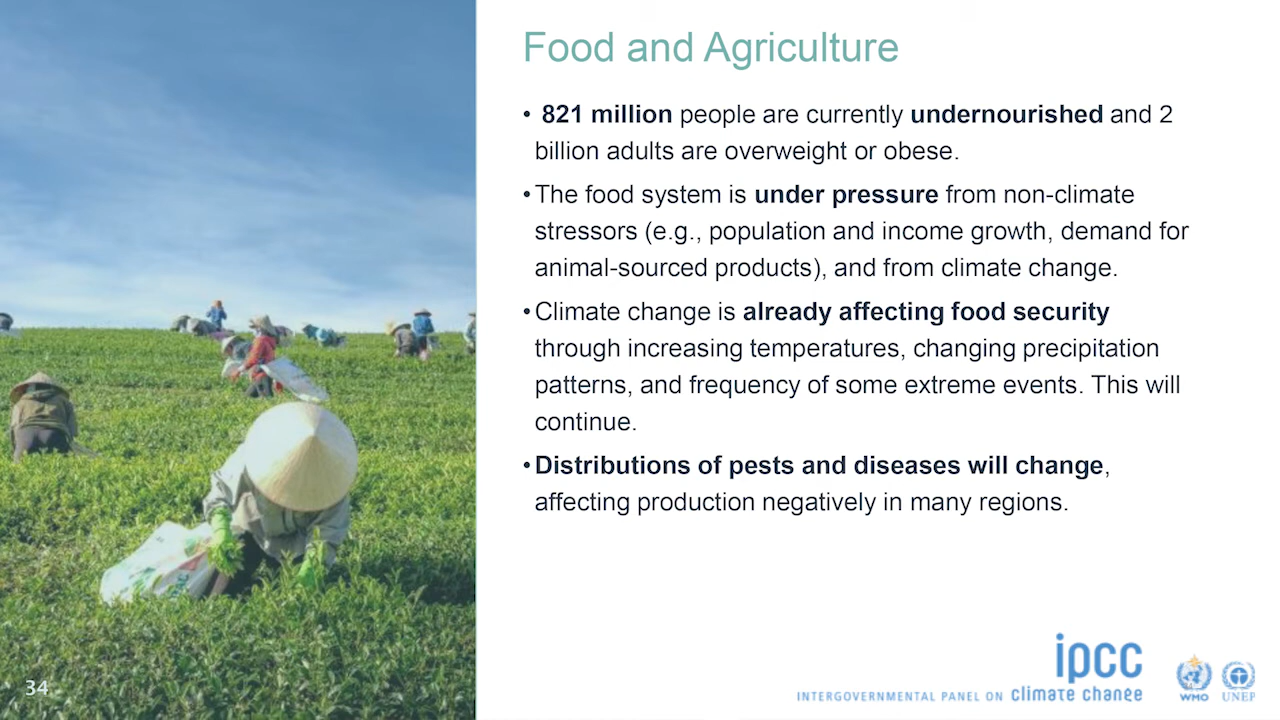 Food and Agriculture
• 821 million people are currently undernourished and 2
billion adults are overweight or obese.
• The food system is under pressure from non-climate
stressors (e.g., population and income growth, demand for
animal-sourced products), and from climate change.
• Climate change is already affecting food security
through increasing temperatures, changing precipitation
patterns, and frequency of some extreme events. This will
continue.
• Distributions of pests and diseases will change,
affecting production negatively in many regions.
34
ipcc
INTERGOVERNMENTAL PANEL ON climate change
WMO
UNEP